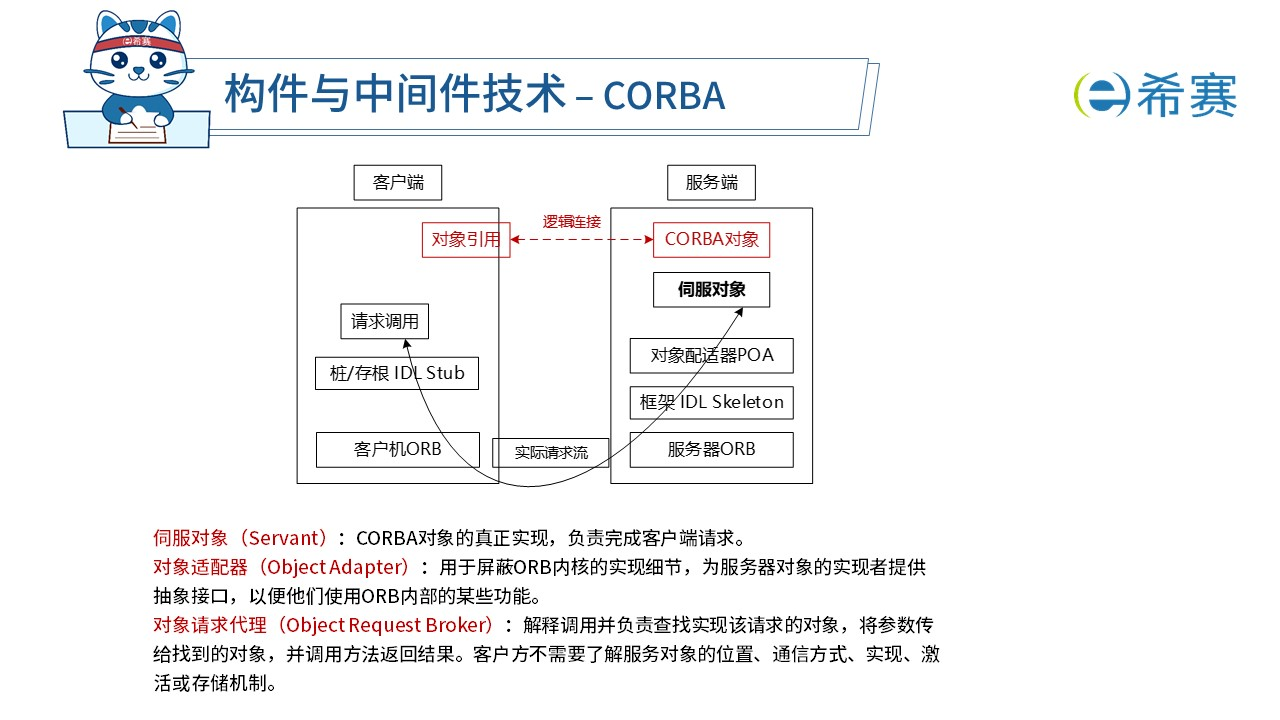 希赛
构件与中间件技术 – CORBA
希赛
客户端
服务端
对象引用
逻辑连接
CORBA对象
伺服对象
请求调用
对象配适器POA
桩/存根 IDL Stub
框架 IDL Skeleton
客户机ORB
实际请求流
服务器ORB
伺服对象（Servant）：CORBA对象的真正实现，负责完成客户端请求。
对象适配器（Object Adapter）：用于屏蔽ORB内核的实现细节，为服务器对象的实现者提供
抽象接口，以便他们使用ORB内部的某些功能。
对象请求代理（Object Request Broker）：解释调用并负责查找实现该请求的对象，将参数传
给找到的对象，并调用方法返回结果。客户方不需要了解服务对象的位置、通信方式、实现、激
活或存储机制。